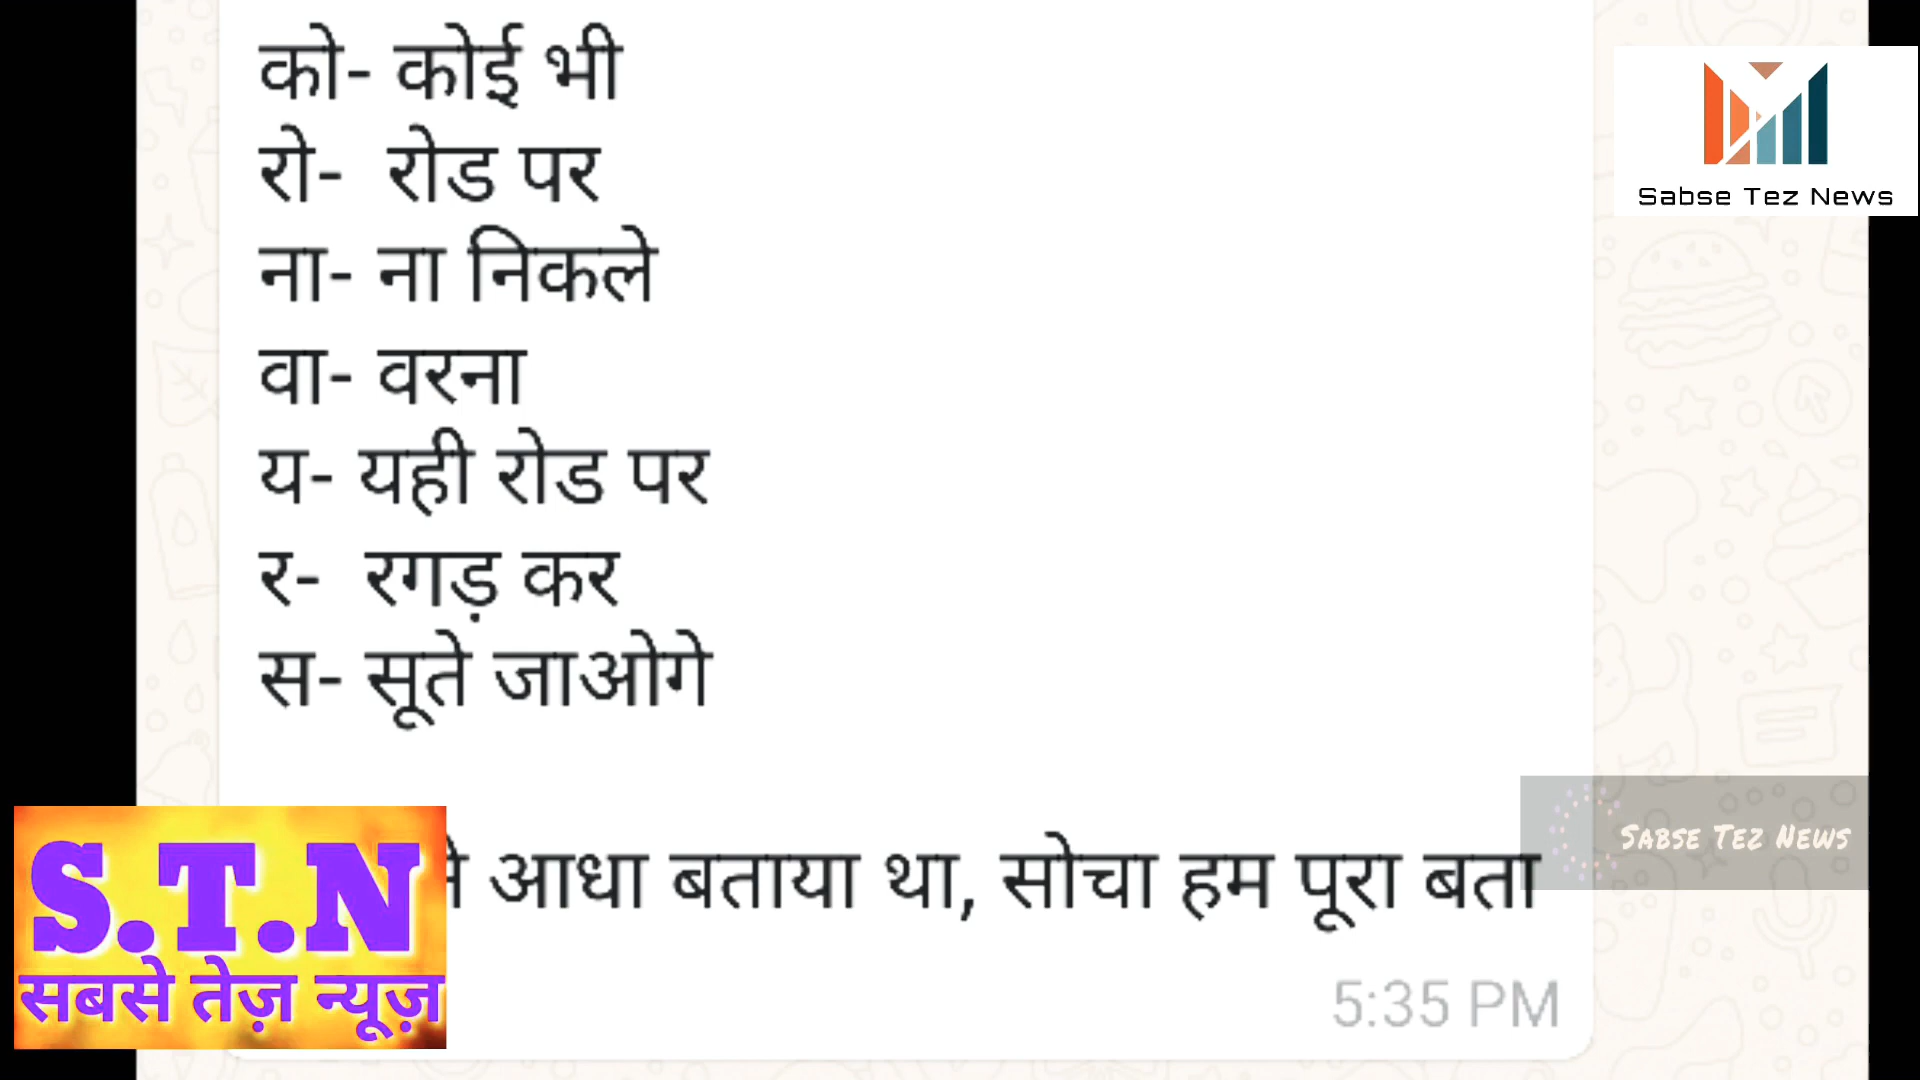 को- कोई भी
रो- रोड पर
ना- ना निकले
वा- वरना
य- यही रोड पर
र- रगड़ कर
स- सूते जाओगे
आधा बताया था, सोचा हम पूरा बता
5:35 PM
Sabse Tez News
Sabse Tez News
S.T.N
सबसे तेज़ न्यूज़